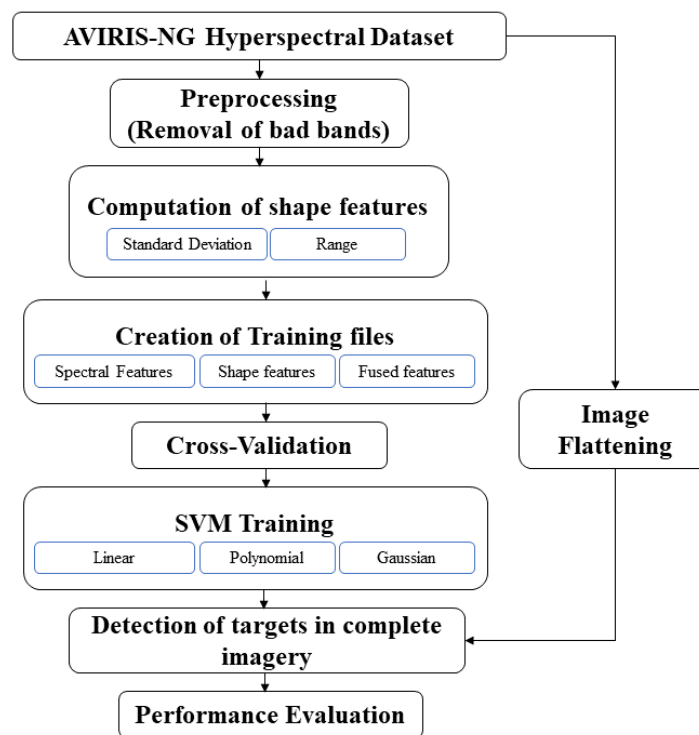 AVIRIS-NG Hyperspectral Dataset
Preprocessing
(Removal of bad bands)
Computation of shape features
Standard Deviation
Range
Creation of Training files
Spectral Features
Shape features
Fused features
Cross-Validation
SVM Training
Linear
Polynomial
Gaussian
Image
Flattening
Detection of targets in complete
imagery
Performance Evaluation